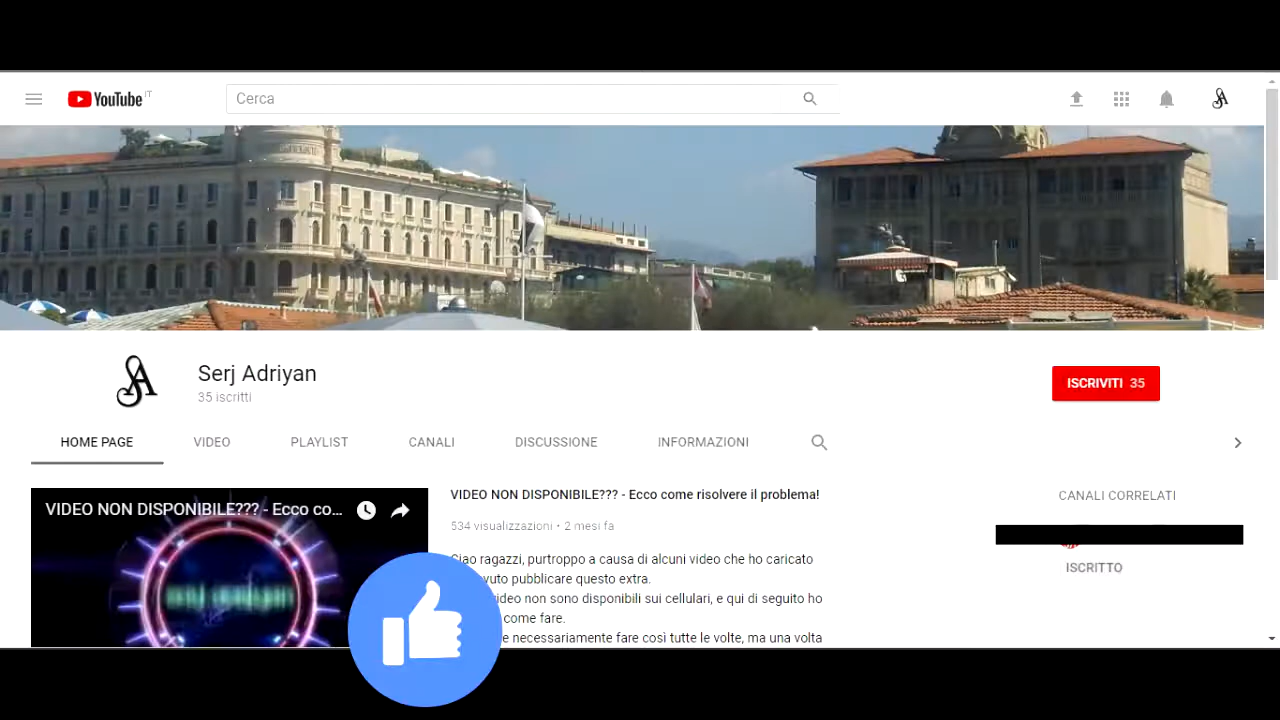 YouTube IT
Cerca
Serj Adriyan
35 iscritti
ISCRIVITI 35
HOME PAGE VIDEO PLAYLIST CANALI DISCUSSIONE INFORMAZIONI
VIDEO NON DISPONIBILE??? - Ecco co...
VIDEO NON DISPONIBILE??? - Ecco come risolvere il problema!
534 visualizzazioni • 2 mesi fa
Ciao ragazzi, purtroppo a causa di alcuni video che ho caricato
pubblicare questo extra.
non sono disponibili sui cellulari, e qui di seguito ho
come fare.
necessariamente fare così tutte le volte, ma una volta
CANALI CORRELATI
ISCRITTO